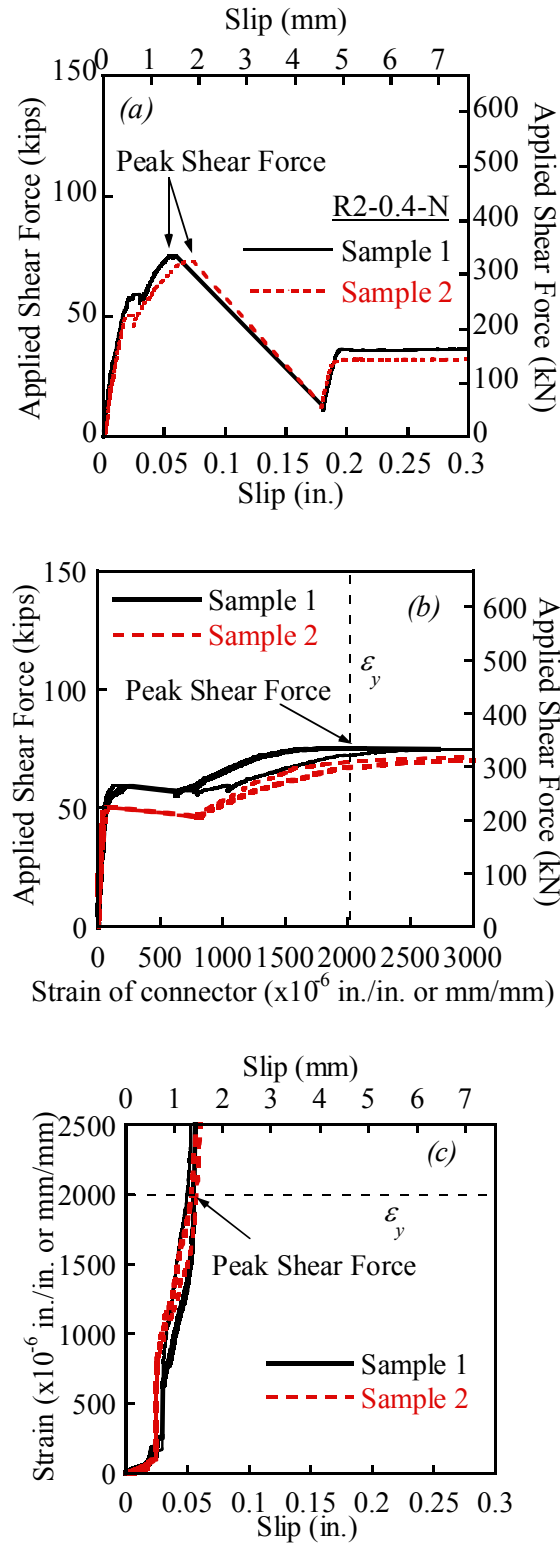 Slip (mm)
0 1 2 3 4 5 6 7
(a)
Peak Shear Force
R2-0.4-N
Sample 1
Sample 2
Applied Shear Force (kips)
150
100
50
0
Applied Shear Force (kN)
600
500
400
300
200
100
0
0 0.05 0.1 0.15 0.2 0.25 0.3
Slip (in.)
Sample 1
Sample 2
(b)
Peak Shear Force
εy
Applied Shear Force (kips)
150
100
50
0
Applied Shear Force (kN)
600
500
400
300
200
100
0
0 500 1000 1500 2000 2500 3000
Strain of connector (x10-6 in./in. or mm/mm)
Slip (mm)
0 1 2 3 4 5 6 7
(c)
εy
Peak Shear Force
Sample 1
Sample 2
Strain (x10-6 in./in. or mm/mm)
2500
2000
1500
1000
500
0
0 0.05 0.1 0.15 0.2 0.25 0.3
Slip (in.)